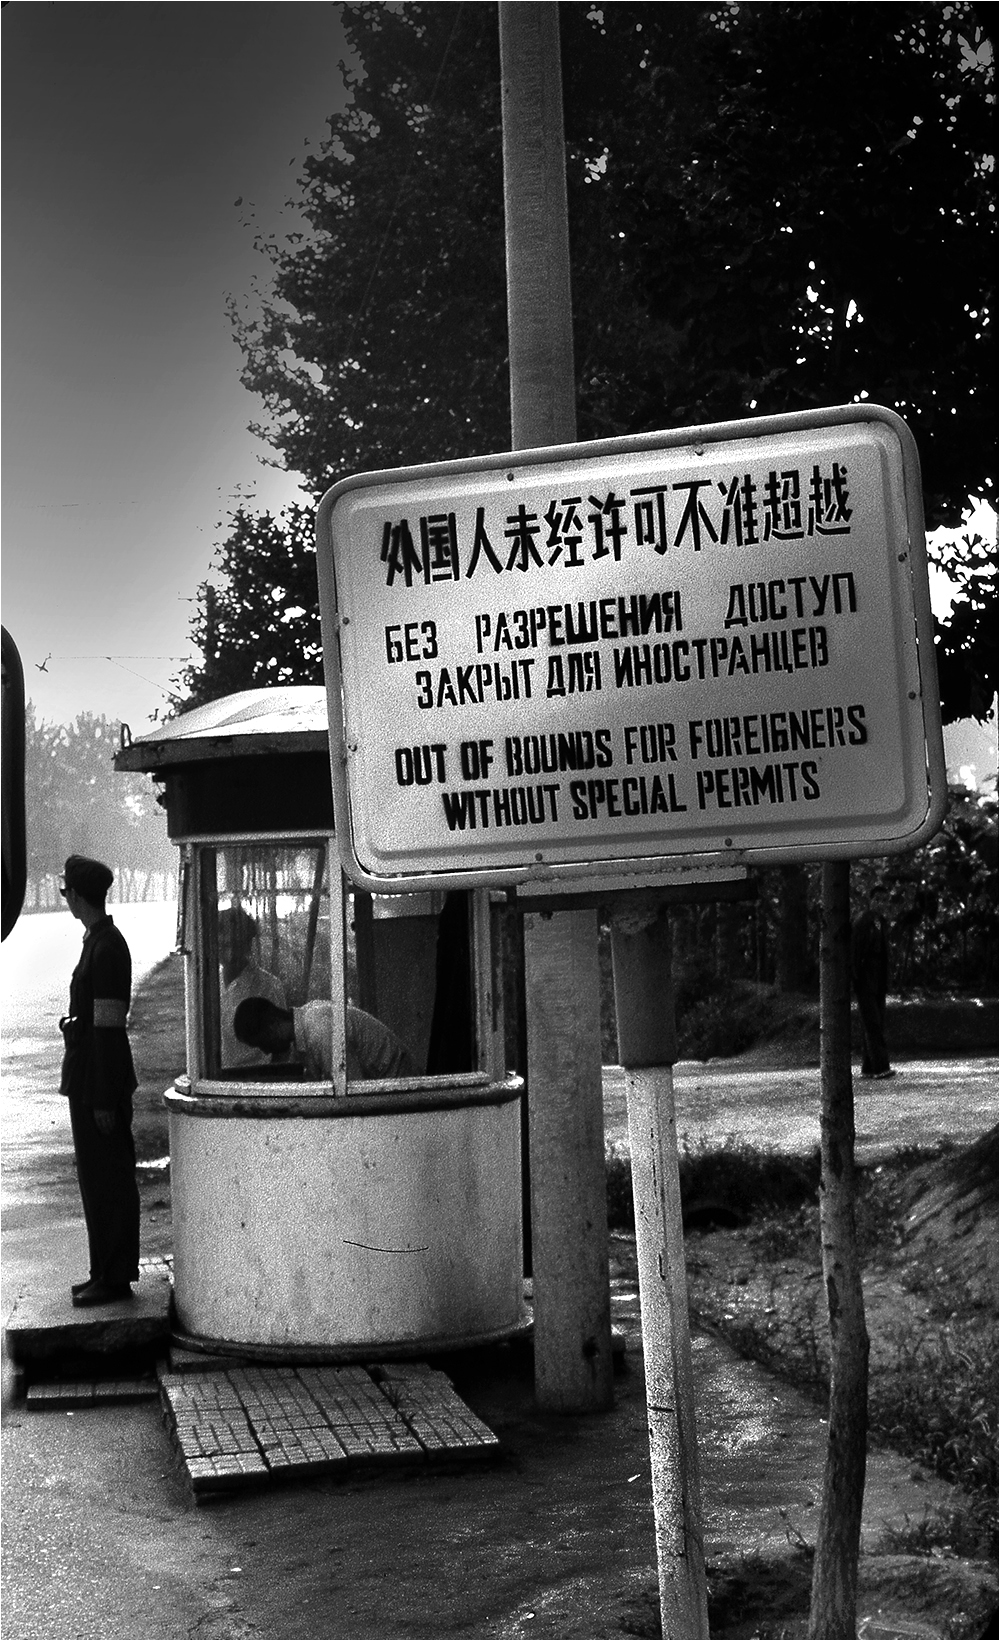 外国人未经许可不准超越
БЕЗ РАЗРЕШЕНИЯ ДОСТУП
ЗАКРЫТ ДЛЯ ИНОСТРАНЦЕВ
OUT OF BOUNDS FOR FOREIGNERS
WITHOUT SPECIAL PERMITS